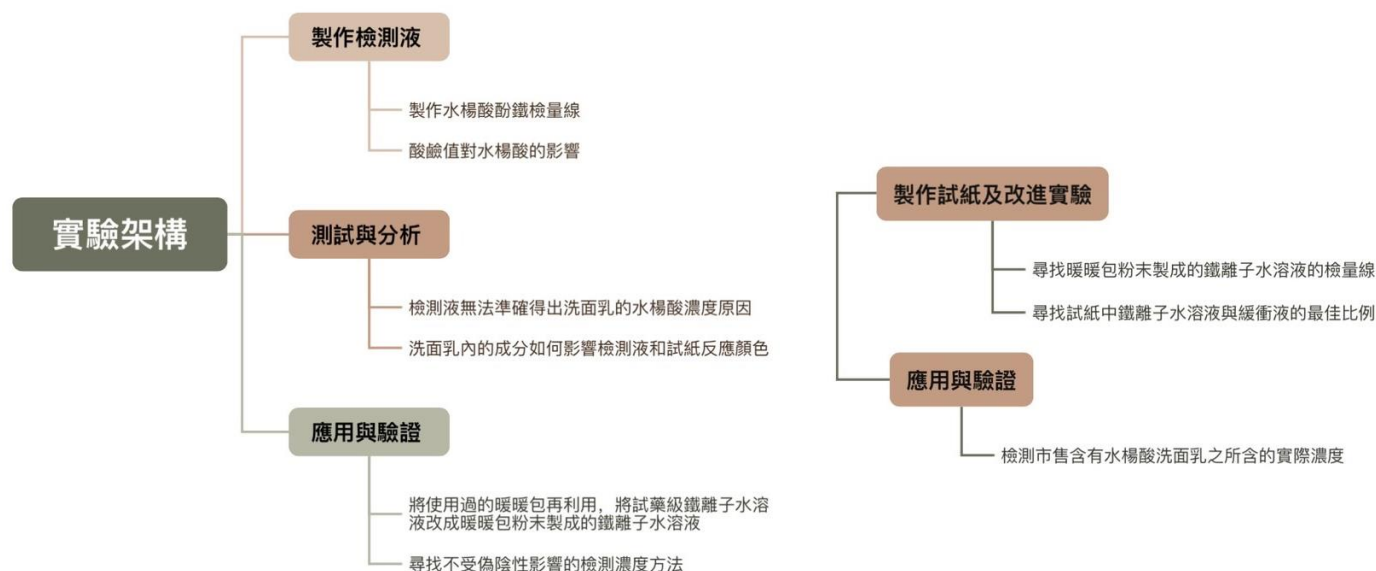 實驗架構
製作檢測液
製作水楊酸酚鐵檢量線
酸鹼值對水楊酸的影響
測試與分析
檢測液無法準確得出洗面乳的水楊酸濃度原因
洗面乳內的成分如何影響檢測液和試紙反應顏色
應用與驗證
將使用過的暖暖包再利用，將試藥級鐵離子水溶
液改成暖暖包粉末製成的鐵離子水溶液
尋找不受偽陰性影響的檢測濃度方法
製作試紙及改進實驗
尋找暖暖包粉末製成的鐵離子水溶液的檢量線
尋找試紙中鐵離子水溶液與緩衝液的最佳比例
應用與驗證
檢測市售含有水楊酸洗面乳之所含的實際濃度